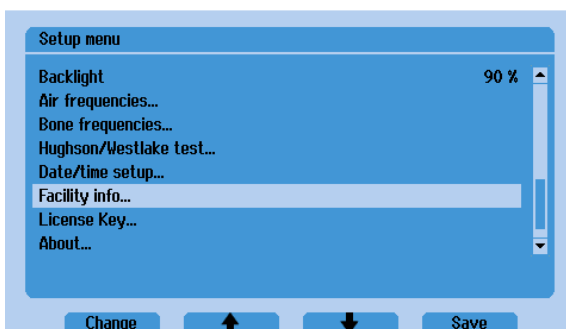 Setup menu
Backlight 90 %
Air frequencies...
Bone frequencies...
Hughson/Westlake test...
Date/time setup...
Facility info...
License Key...
About...
Change Save